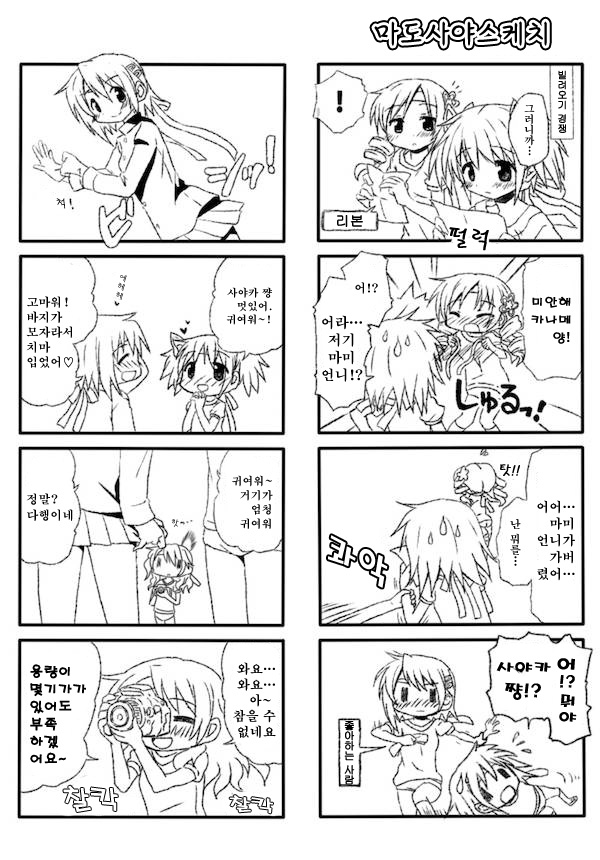 마도사야스케치
빌려오기 경쟁
그러니까…
!
리본
펄럭
미안해
카나메
양!
어!?
어라…
저기
마미
언니!?
しゅるっ!
탓!!
어어…
마미
언니가
가버
렸어…
난
뭐를…
콰악
어!?
뭐야
사야카
쨩!?
좋아하는 사람
척!
사야카 쨩
멋있어.
귀여워~!
에헤헤
고마워!
바지가
모자라서
치마
입었어♡
귀여워~
거기가
엄청
귀여워
정말?
다행이네
와요…
와요…
아~
참을 수
없네요
용량이
몇기가가
있어도
부족
하겠
어요~
찰칵
찰칵